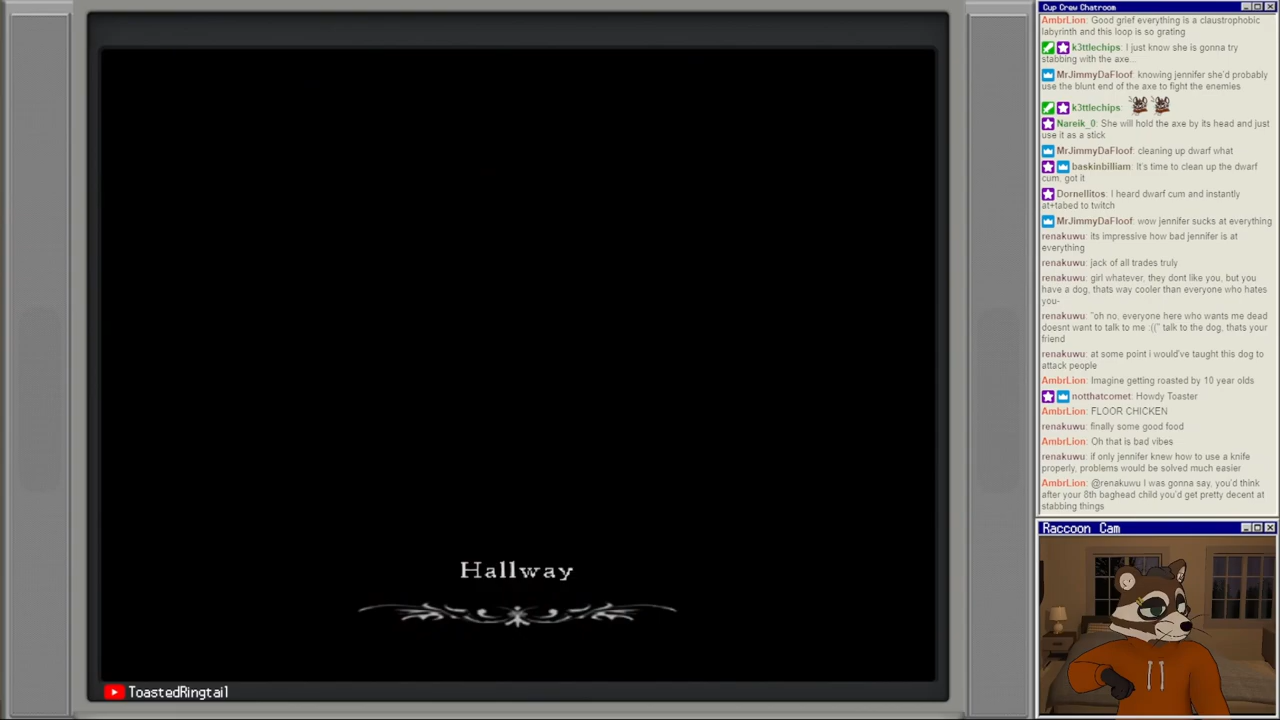 Cup Crew Chatroom
AmbrLion: Good grief everything is a claustrophobic
labyrinth and this loop is so grating
k3ttlechips: I just know she is gonna try
stabbing with the axe...
MrJimmyDaFloof: knowing jennifer she'd probably
use the blunt end of the axe to fight the enemies.
k3ttlechips:
Nareik_0: She will hold the axe by its head and just
use it as a stick
MrJimmyDaFloof: cleaning up dwarf what
baskinbilliam: It's time to clean up the dwarf
cum, got it
Dornellitos: I heard dwarf cum and instantly
at+tabed to twitch
MrJimmyDaFloof: wow jennifer sucks at everything
renakuwu: its impressive how bad jennifer is at
everything
renakuwu: jack of all trades truly
renakuwu: girl whatever, they dont like you, but you
have a dog, thats way cooler than everyone who hates
you-
renakuwu: "oh no, everyone here who wants me dead
doesnt want to talk to me :((" talk to the dog, thats your
friend
renakuwu: at some point i would've taught this dog to
attack people
AmbrLion: Imagine getting roasted by 10 year olds
notthatcomet: Howdy Toaster
AmbrLion: FLOOR CHICKEN
renakuwu: finally some good food
AmbrLion: Oh that is bad vibes
renakuwu: if only jennifer knew how to use a knife
properly, problems would be solved much easier
AmbrLion: @renakuwu I was gonna say, you'd think
after your 8th baghead child you'd get pretty decent at
stabbing things
Raccoon Cam
Hallway
ToastedRingtail